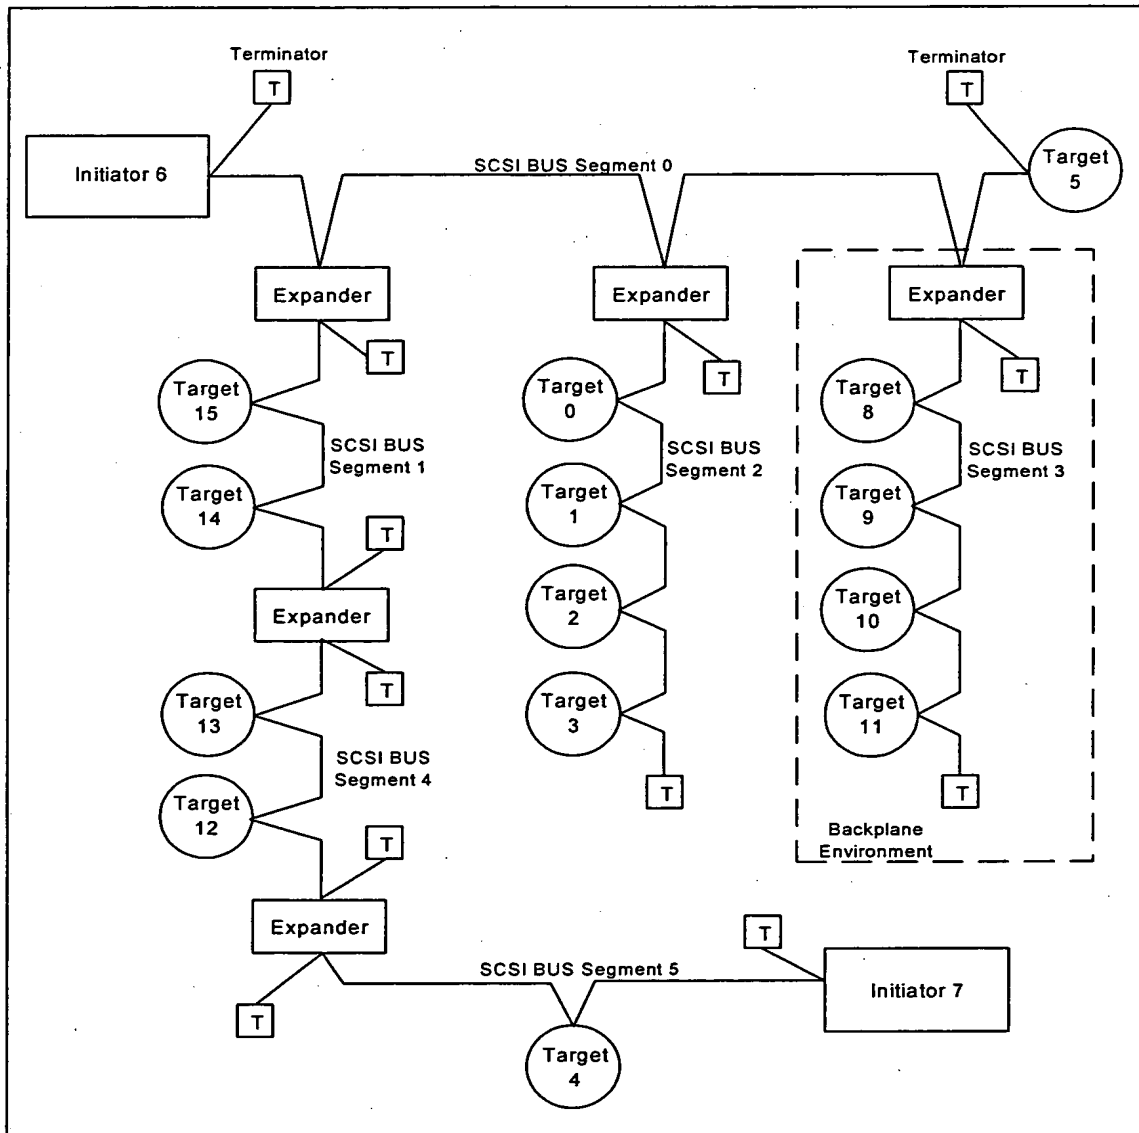 Terminator
T
Terminator
T
Initiator 6
SCSI BUS Segment 0
Target
5
Expander
Expander
Expander
T
T
T
Target
15
Target
0
Target
8
SCSI BUS
Segment 1
SCSI BUS
Segment 2
SCSI BUS
Segment 3
Target
14
Target
1
Target
9
T
Expander
Target
2
Target
10
T
Target
13
Target
3
Target
11
SCSI BUS
Segment 4
T
T
Target
12
T
Backplane
Environment
Expander
T
SCSI BUS Segment 5
Initiator 7
T
Target
4